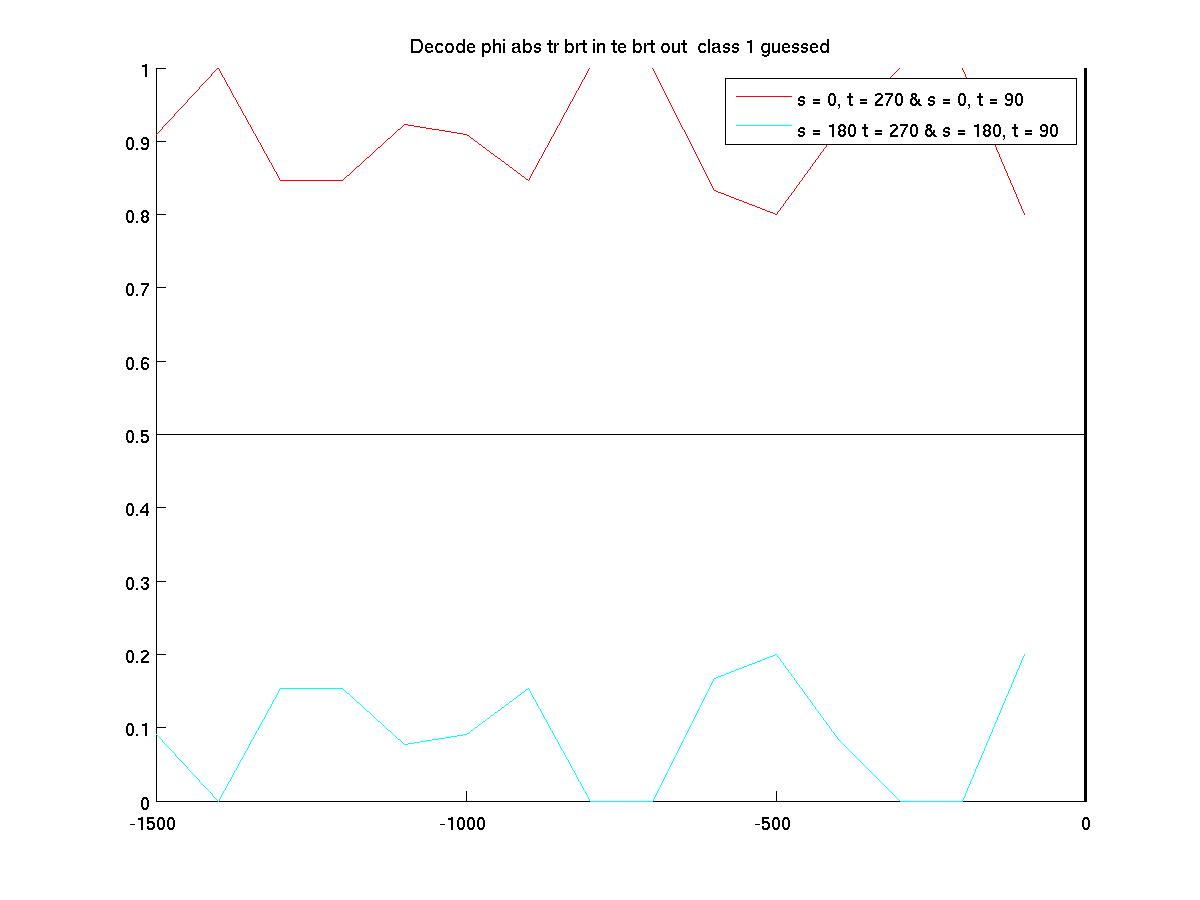 Decode phi abs tr brt in te brt out  class 1 guessed
1
s = 0, t = 270 & s = 0, t = 90
s = 180 t = 270 & s = 180, t = 90
0.9
0.8
0.7
0.6
0.5
0.4
0.3
0.2
0.1
0
-1500 -1000 -500 0